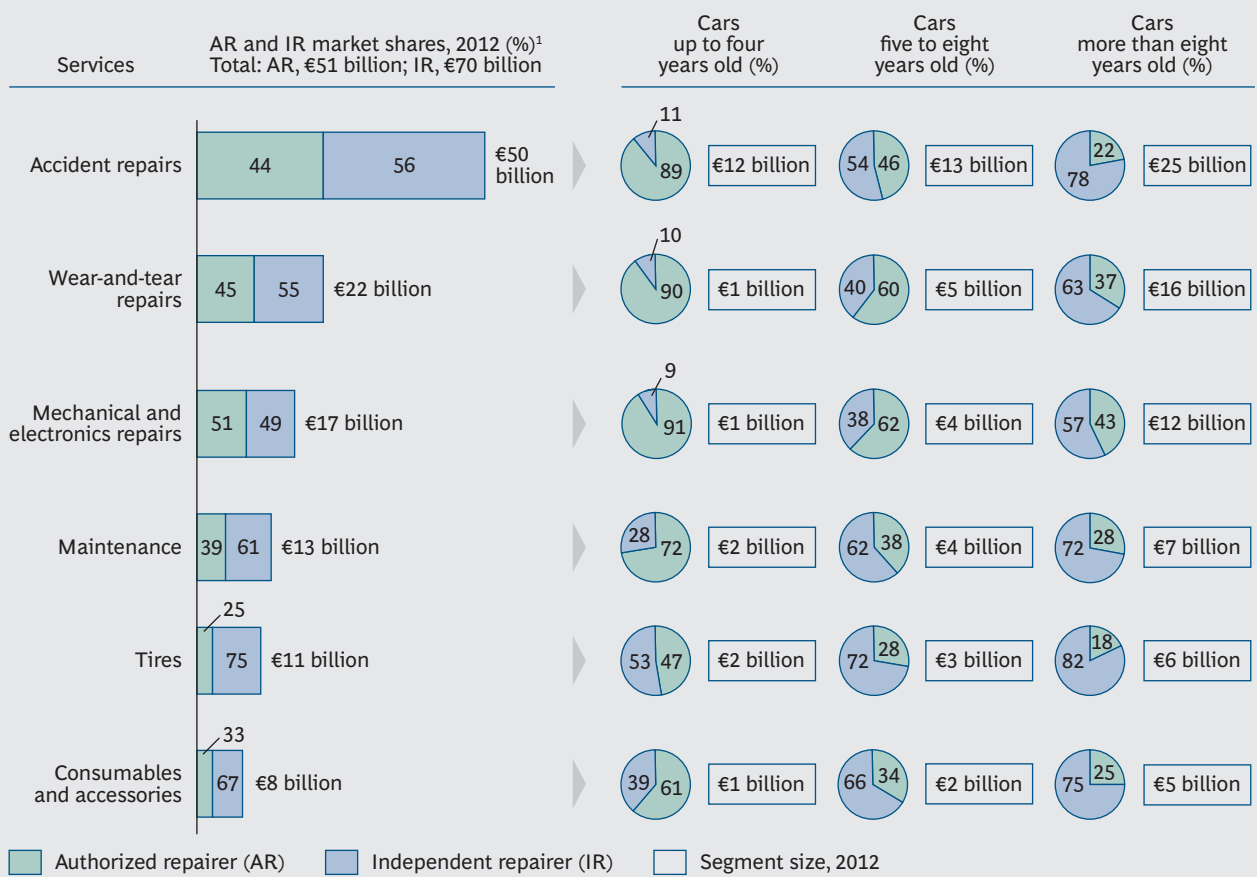 Services
AR and IR market shares, 2012 (%)¹
Total: AR, €51 billion; IR, €70 billion
Cars
up to four
years old (%)
Cars
five to eight
years old (%)
Cars
more than eight
years old (%)
Accident repairs
44
56
€50
billion
11
89
€12 billion
54
46
€13 billion
22
78
€25 billion
Wear-and-tear
repairs
45
55
€22 billion
10
90
€1 billion
40
60
€5 billion
63
37
€16 billion
Mechanical and
electronics repairs
51
49
€17 billion
9
91
€1 billion
38
62
€4 billion
57
43
€12 billion
Maintenance
39
61
€13 billion
28
72
€2 billion
62
38
€4 billion
72
28
€7 billion
Tires
25
75
€11 billion
53
47
€2 billion
72
28
€3 billion
82
18
€6 billion
Consumables
and accessories
33
67
€8 billion
39
61
€1 billion
66
34
€2 billion
75
25
€5 billion
Authorized repairer (AR)
Independent repairer (IR)
Segment size, 2012